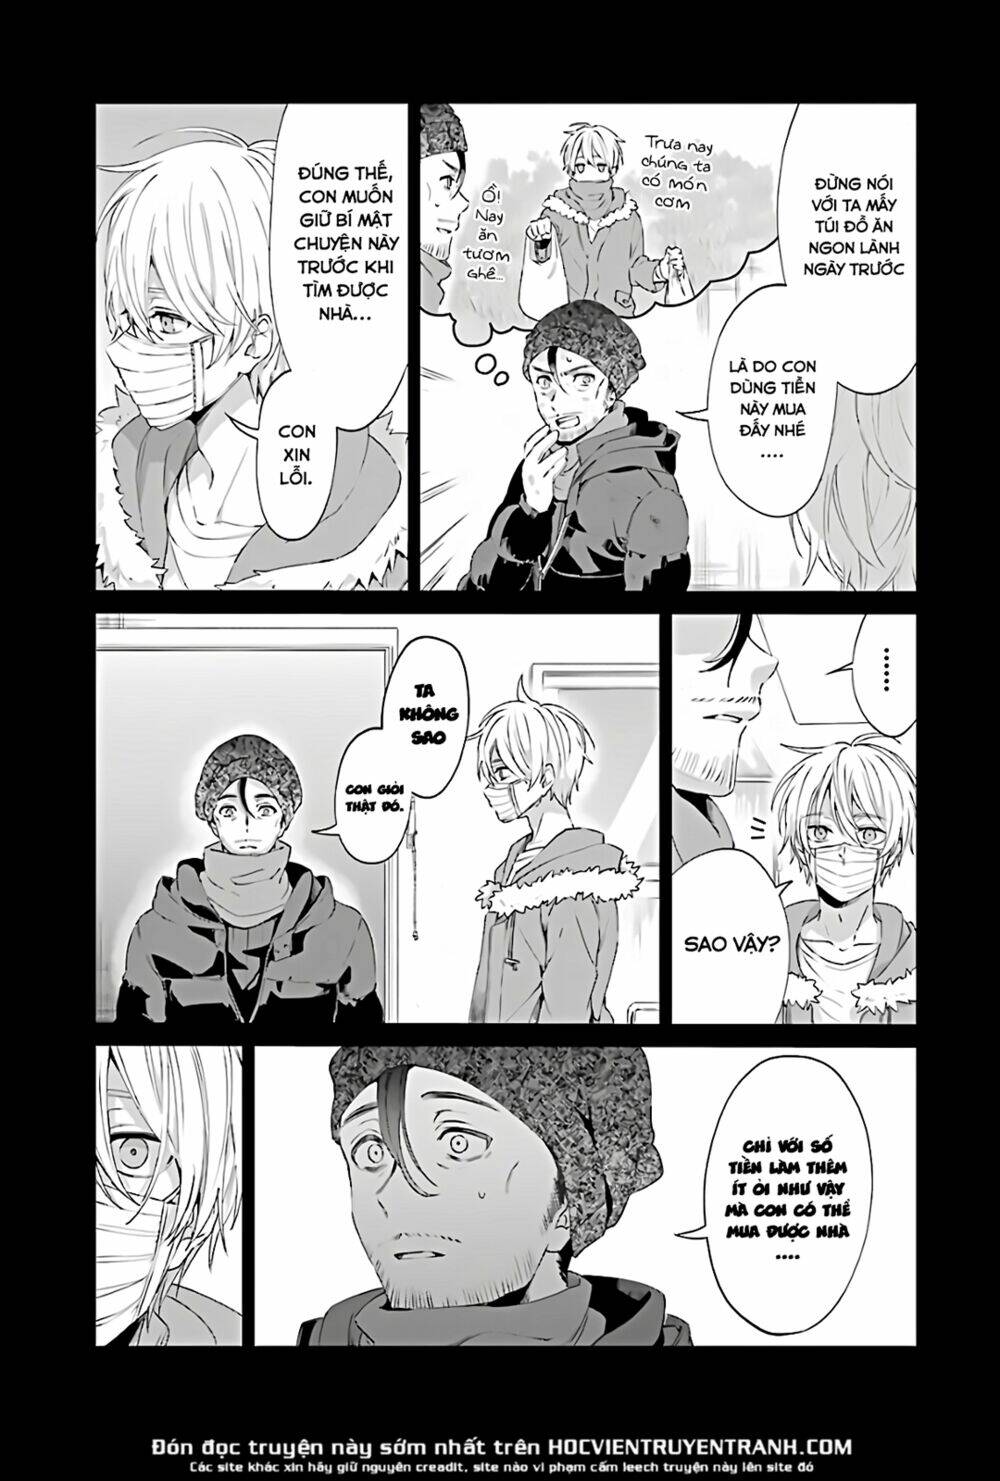 ĐỪNG NÓI
VỚI TA MẤY
TÚI ĐỒ ĂN
NGON LÀNH
NGÀY TRƯỚC
Trưa nay
chúng ta
có món
cơm
Ồ!
Nay
ăn
tươm
ghê...
LÀ DO CON
DÙNG TIỀN
NÀY MUA
ĐẤY NHÉ
....
ĐÚNG THẾ,
CON MUỐN
GIỮ BÍ MẬT
CHUYỆN NÀY
TRƯỚC KHI
TÌM ĐƯỢC
NHÀ...
CON
XIN
LỖI.
........
SAO VẬY?
TA
KHÔNG
SAO
CON GIỎI
THẬT ĐÓ.
CHỈ VỚI SỐ
TIỀN LÀM THÊM
ÍT ỎI NHƯ VẬY
MÀ CON CÓ THỂ
MUA ĐƯỢC NHÀ
....
Đón đọc truyện này sớm nhất trên HOCVIENTRUYENTRANH.COM
Các site khác xin hãy giữ nguyên creadit, site nào vi phạm cấm leech truyện này lên site đó